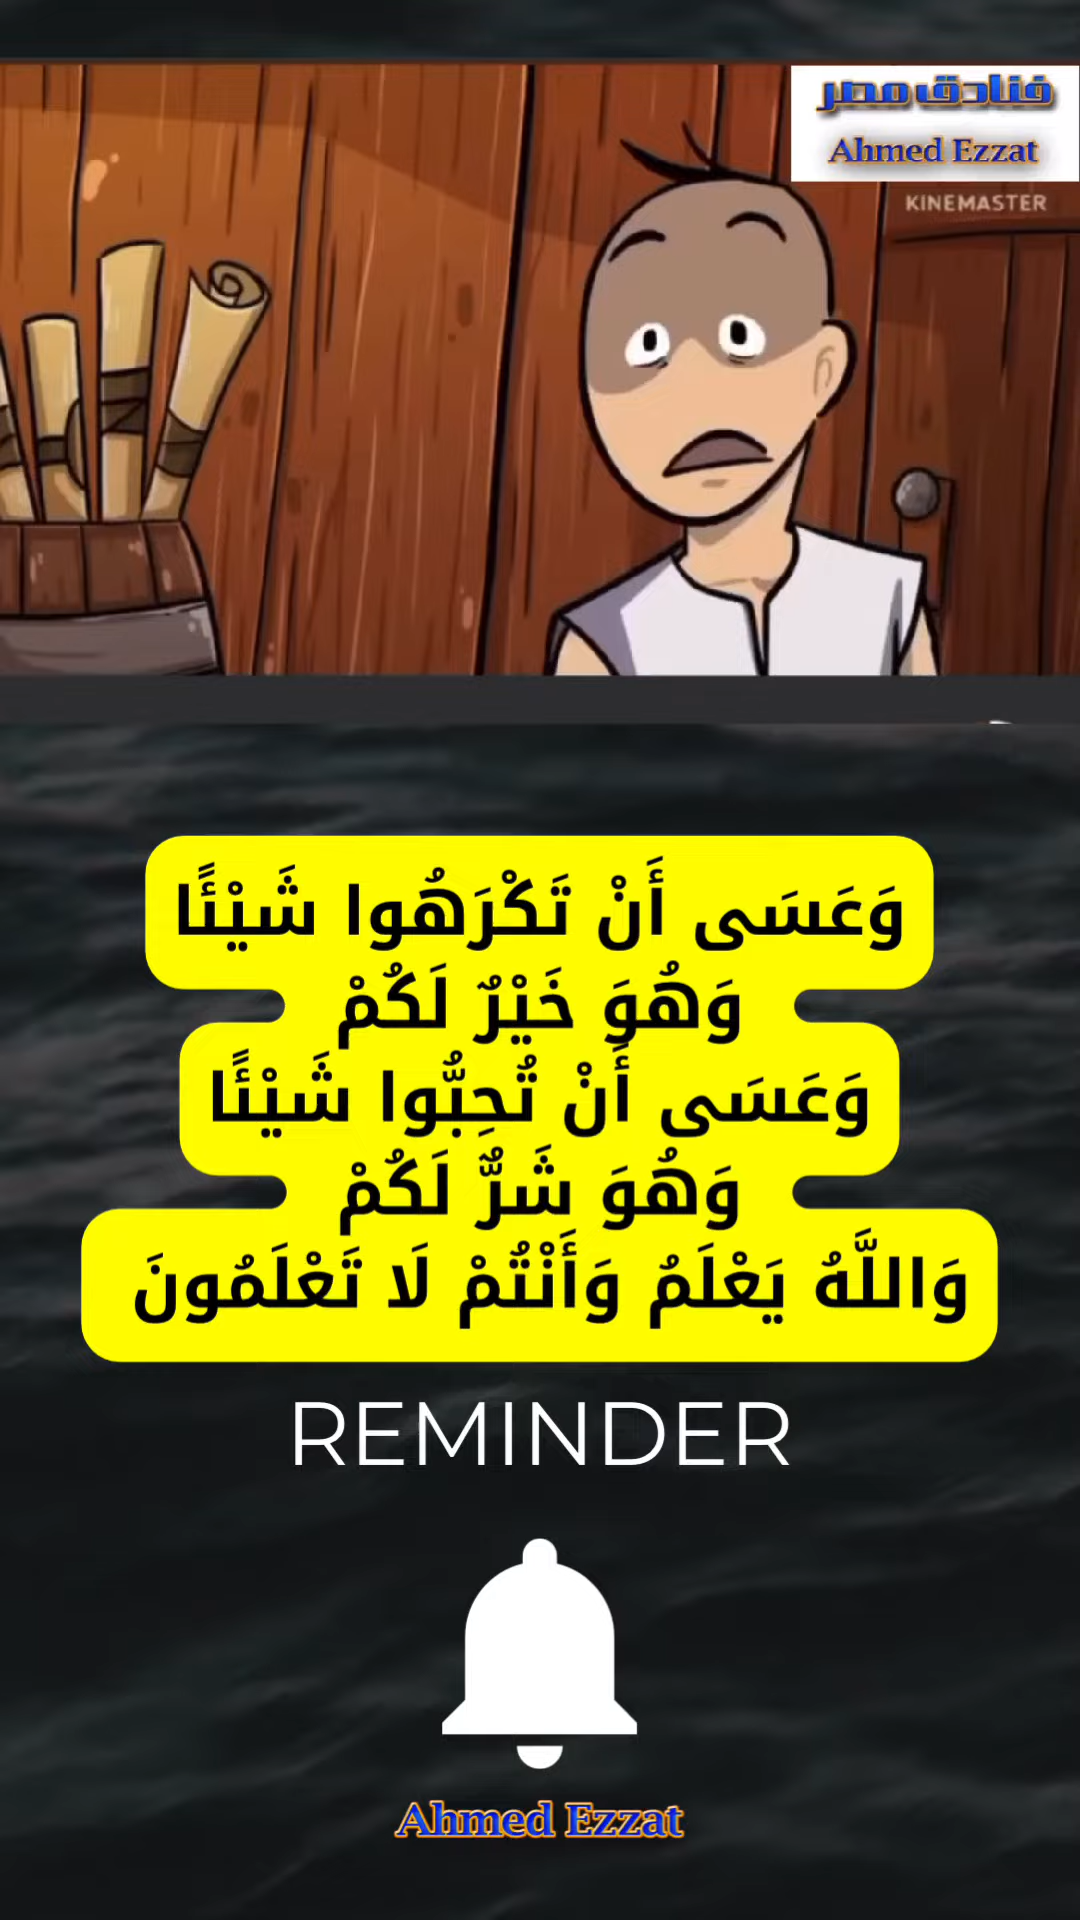 فنادق مصر
Ahmed Ezzat
KINEMASTER
وَعَسَى أَنْ تَكْرَهُوا شَيْئًا
وَهُوَ خَيْرٌ لَكُمْ
وَعَسَى أَنْ تُحِبُّوا شَيْئًا
وَهُوَ شَرٌّ لَكُمْ
وَاللَّهُ يَعْلَمُ وَأَنْتُمْ لَا تَعْلَمُونَ
REMINDER
Ahmed Ezzat